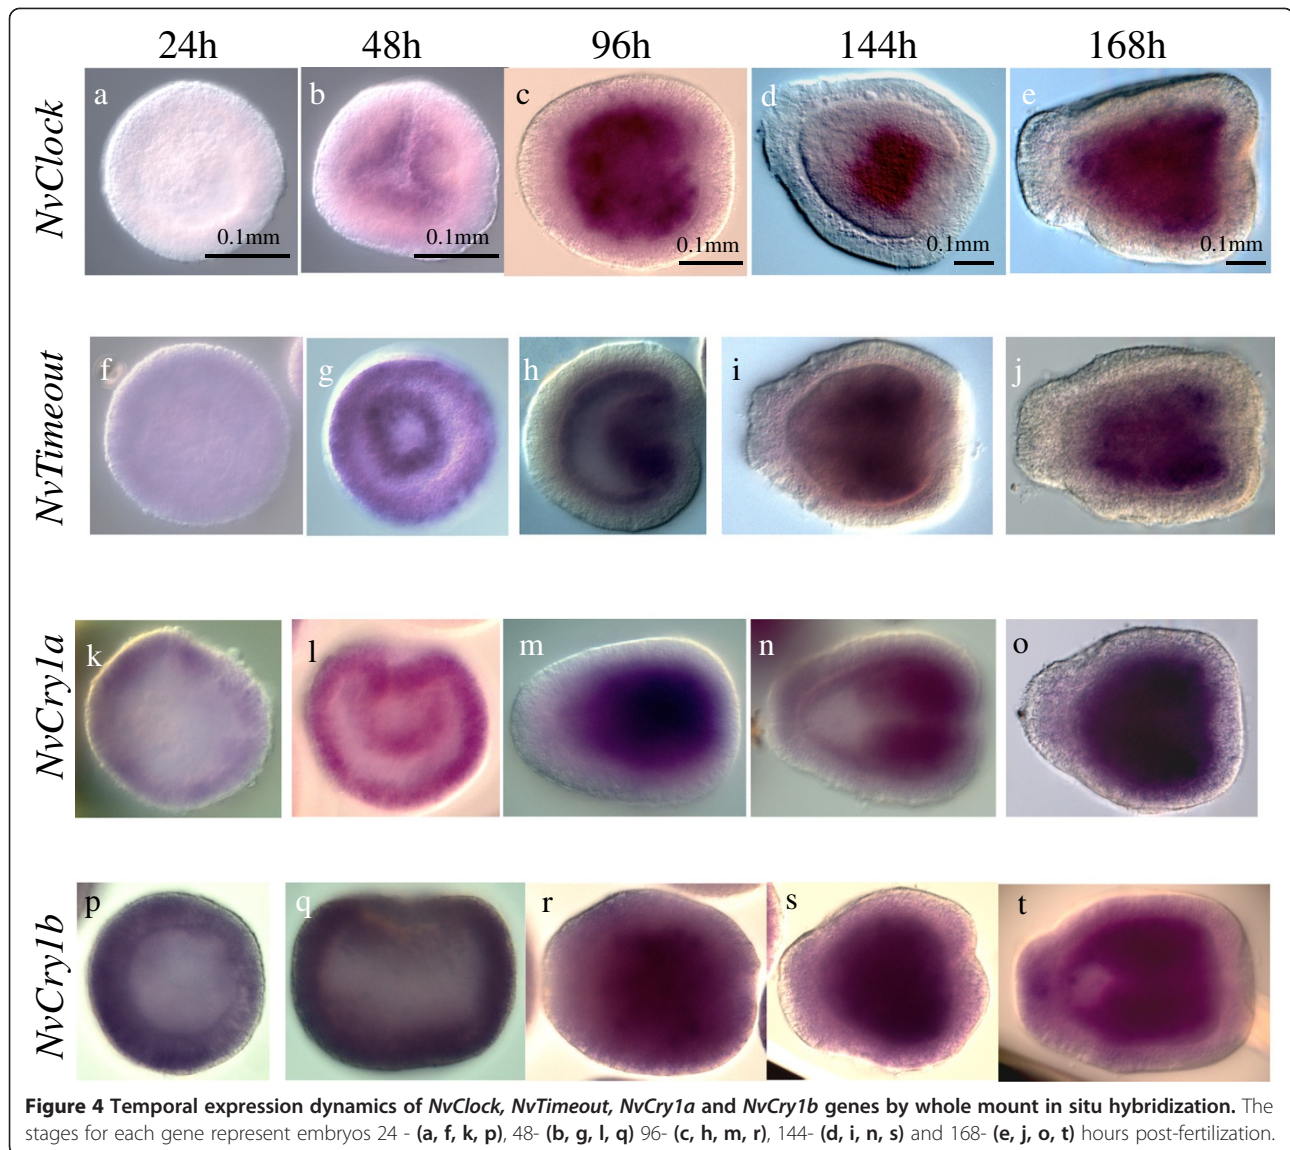 24h 48h 96h 144h 168h
NvClock
a b c d e
0.1mm 0.1mm 0.1mm 0.1mm 0.1mm
NvTimeout
f g h i j
NvCry1a
k l m n o
NvCry1b
p q r s t
Figure 4 Temporal expression dynamics of NvClock, NvTimeout, NvCry1a and NvCry1b genes by whole mount in situ hybridization. The
stages for each gene represent embryos 24 - (a, f, k, p), 48- (b, g, l, q) 96- (c, h, m, r), 144- (d, i, n, s) and 168- (e, j, o, t) hours post-fertilization.